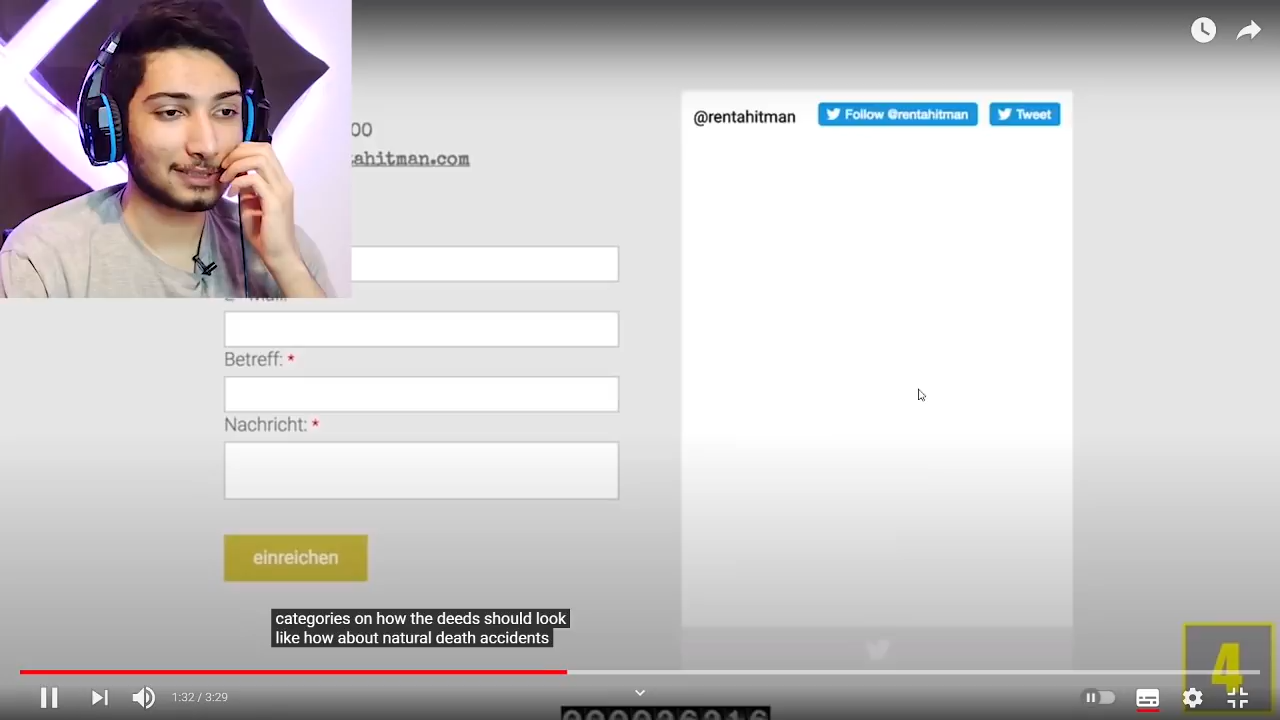 @rentahitman
Follow @rentahitman
Tweet
00
tahitman.com
Betreff: *
Nachricht: *
einreichen
categories on how the deeds should look
like how about natural death accidents
4
1:32 / 3:29